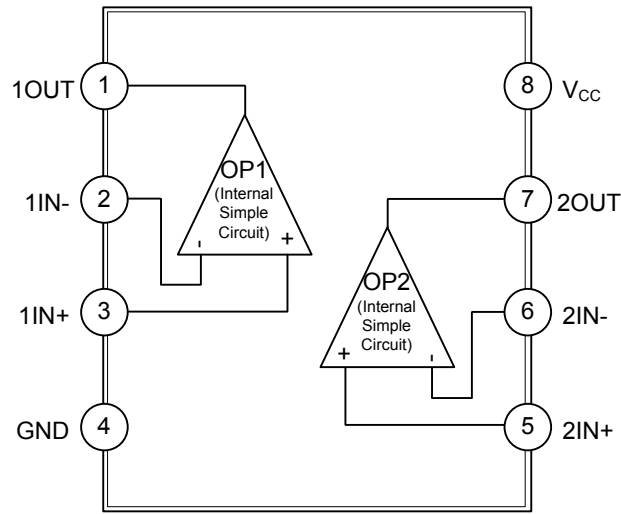 1OUT 1
1IN- 2
1IN+ 3
GND 4
OP1
(Internal
Simple
Circuit)
- +
OP2
(Internal
Simple
Circuit)
+ -
8 VCC
7 2OUT
6 2IN-
5 2IN+